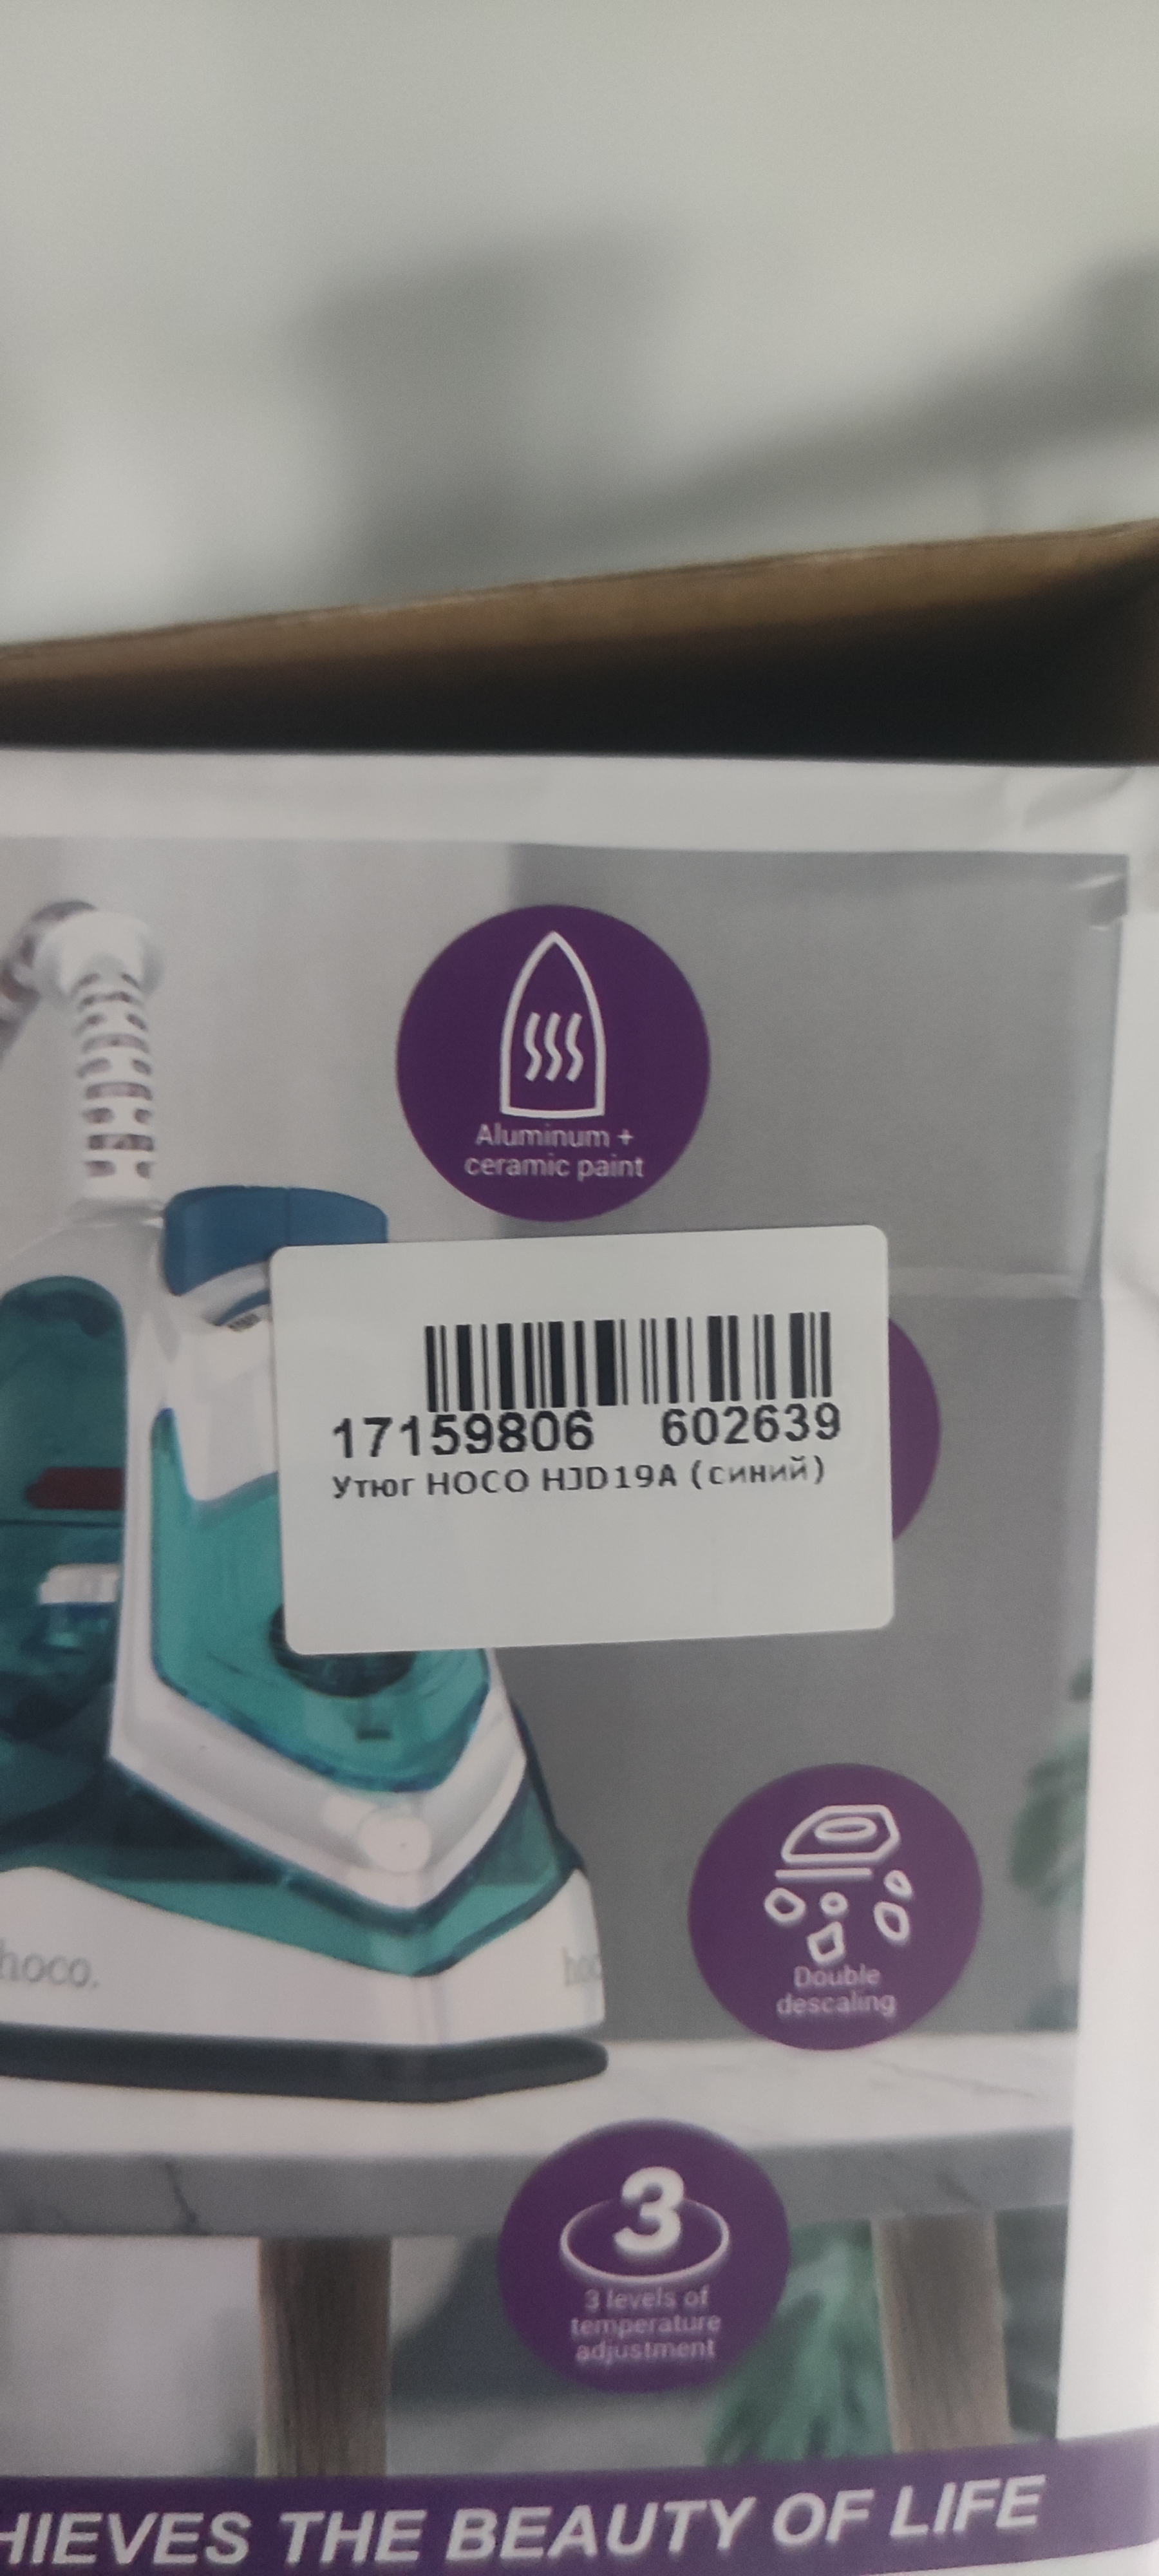 Aluminum +
ceramic paint
17159806 602639
Утюг HOCO HJD19A (синий)
hoco.
Double
descaling
3
3 levels of
temperature
adjustment
HIEVES THE BEAUTY OF LIFE